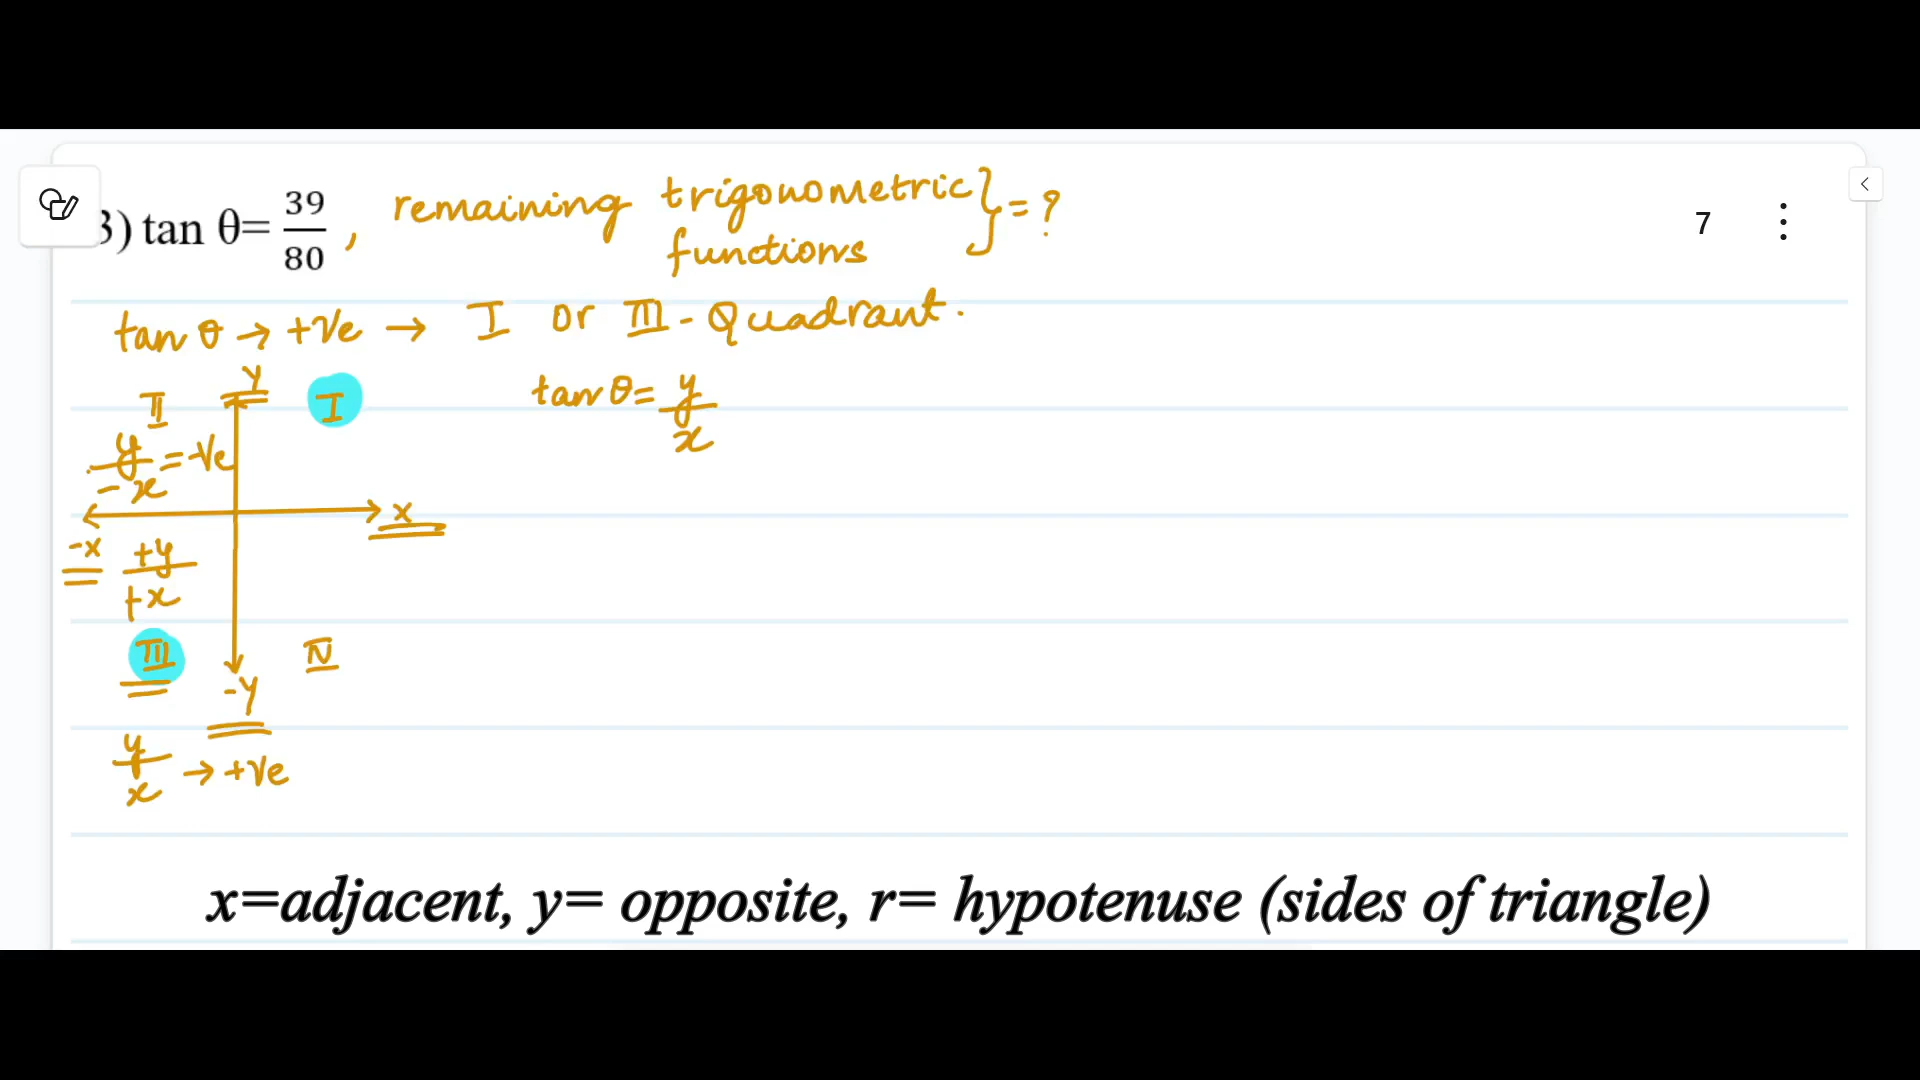 3) tan θ= 39/80 , remaining trigonometric functions } = ?
7
tan θ → +ve → I or III - Quadrant.
II
y
I
tan θ = y/x
y/-x = -ve
x
-x
+y/+x
III
-y
IV
y/x → +ve
x=adjacent, y= opposite, r= hypotenuse (sides of triangle)